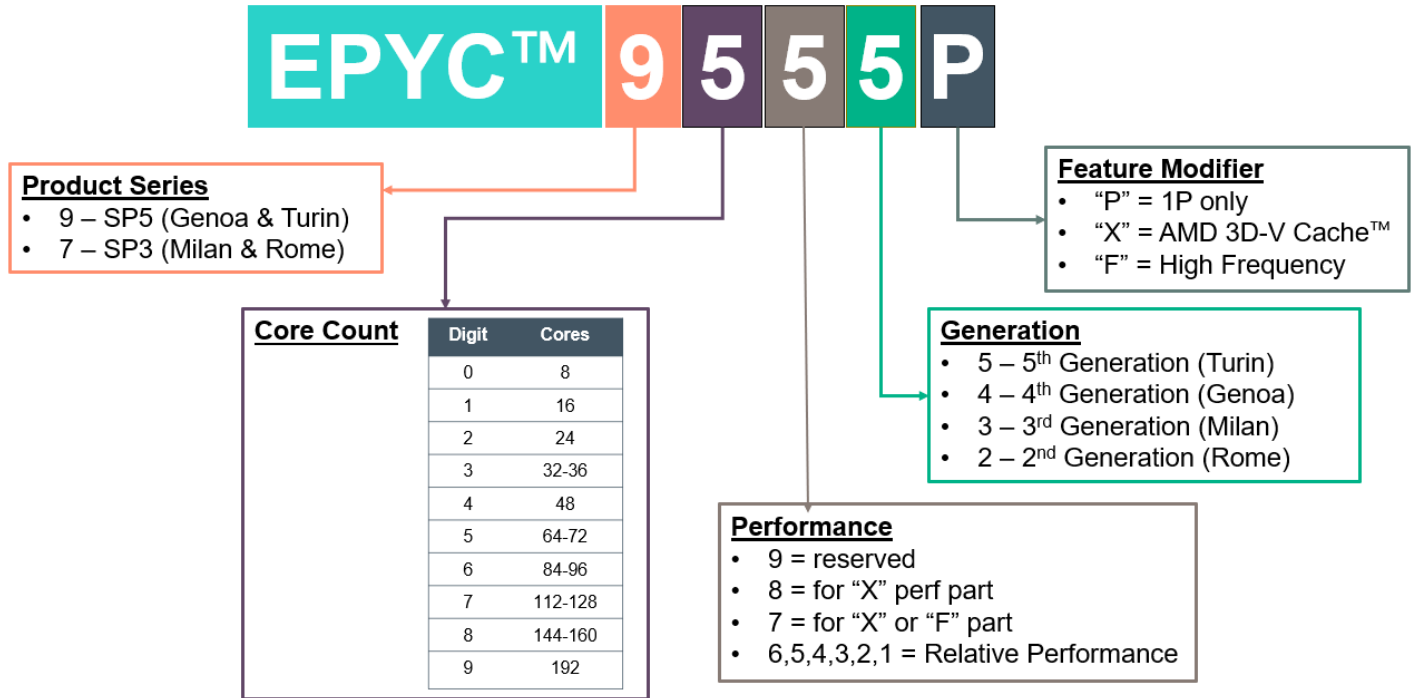 EPYC™ 9 5 5 5 P
Product Series
• 9 – SP5 (Genoa & Turin)
• 7 – SP3 (Milan & Rome)
Core Count
Digit Cores
0 8
1 16
2 24
3 32-36
4 48
5 64-72
6 84-96
7 112-128
8 144-160
9 192
Performance
• 9 = reserved
• 8 = for “X” perf part
• 7 = for “X” or “F” part
• 6,5,4,3,2,1 = Relative Performance
Generation
• 5 – 5th Generation (Turin)
• 4 – 4th Generation (Genoa)
• 3 – 3rd Generation (Milan)
• 2 – 2nd Generation (Rome)
Feature Modifier
• “P” = 1P only
• “X” = AMD 3D-V Cache™
• “F” = High Frequency